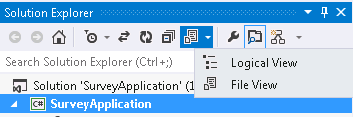 Solution Explorer
Search Solution Explorer (Ctrl+;)
Logical View
File View
Solution 'SurveyApplication' (1
C# SurveyApplication